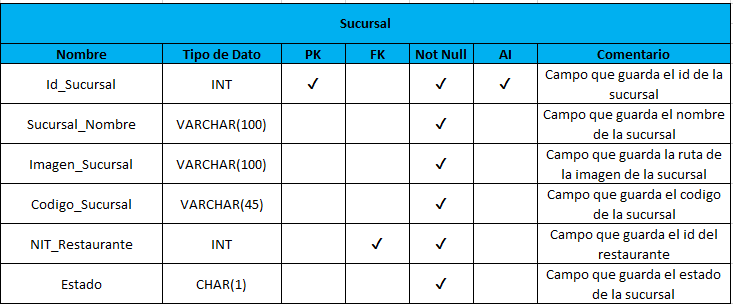 Sucursal
Nombre Tipo de Dato PK FK Not Null AI Comentario
Id_Sucursal INT ✓ ✓ ✓ Campo que guarda el id de la
sucursal
Sucursal_Nombre VARCHAR(100) ✓ Campo que guarda el nombre
de la sucursal
Imagen_Sucursal VARCHAR(100) ✓ Campo que guarda la ruta de
la imagen de la sucursal
Codigo_Sucursal VARCHAR(45) ✓ Campo que guarda el codigo
de la sucursal
NIT_Restaurante INT ✓ ✓ Campo que guarda el id del
restaurante
Estado CHAR(1) ✓ Campo que guarda el estado
de la sucursal